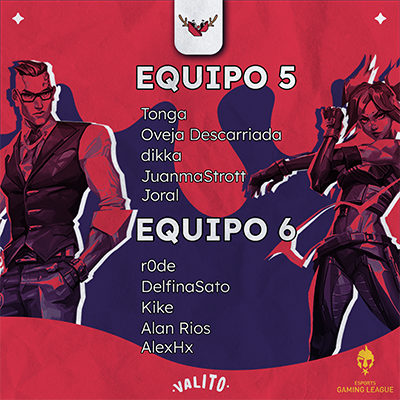 EQUIPO 5
Tonga
Oveja Descarriada
dikka
JuanmaStrott
Joral
EQUIPO 6
r0de
DelfinaSato
Kike
Alan Rios
AlexHx
VALITO
ESPORTS
GAMING LEAGUE